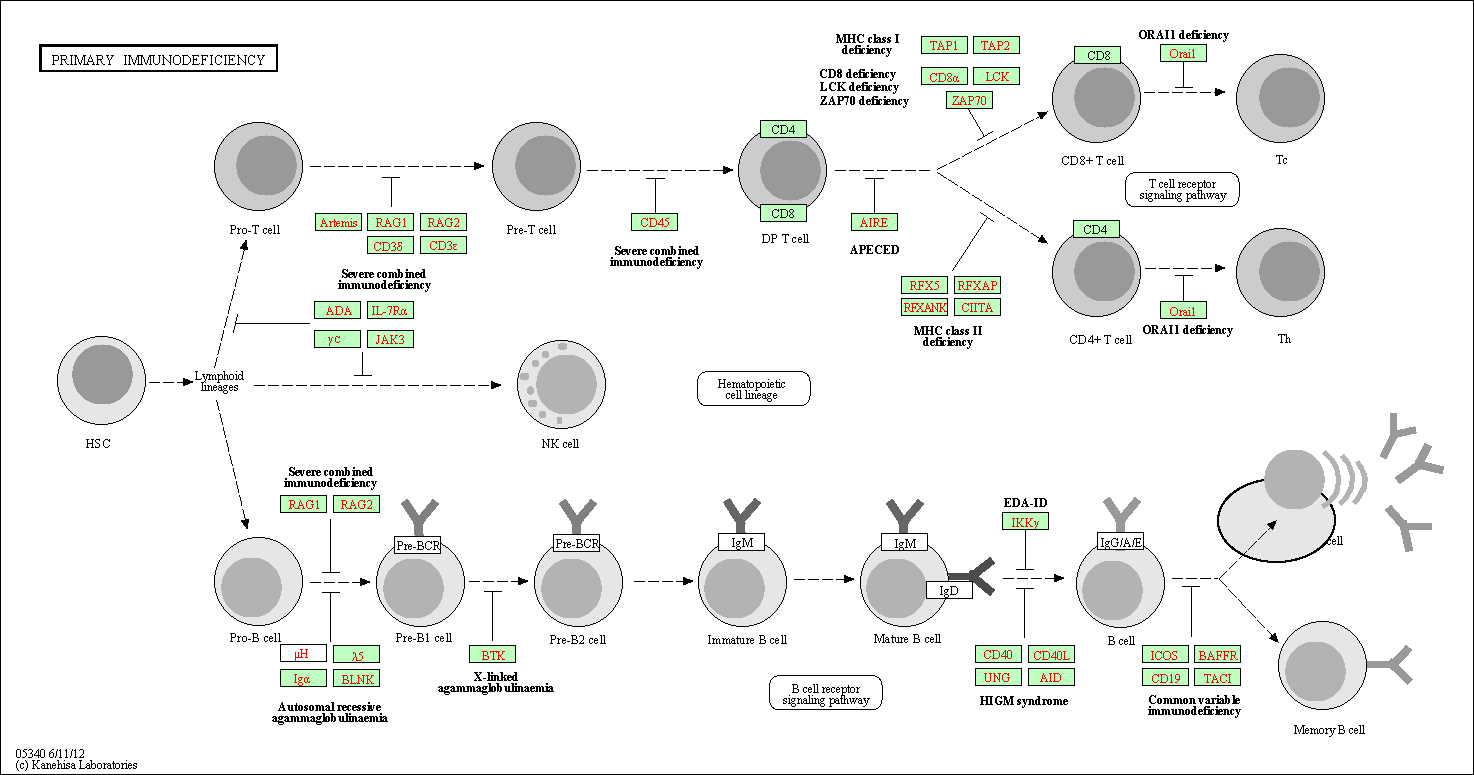 PRIMARY IMMUNODEFICIENCY
MHC class I
deficiency
TAP1
TAP2
CD8 deficiency
LCK deficiency
ZAP70 deficiency
CD8α
LCK
ZAP70
CD8
CD8+ T cell
ORAI1 deficiency
Orai1
Tc
T cell receptor
signaling pathway
Pro-T cell
Artemis
RAG1
RAG2
CD3δ
CD3ε
Severe combined
immunodeficiency
Pre-T cell
CD45
Severe combined
immunodeficiency
CD4
CD8
DP T cell
AIRE
APECED
RFX5
RFXAP
RFXANK
CIITA
MHC class II
deficiency
CD4
CD4+ T cell
Orai1
ORAI1 deficiency
Th
ADA
IL-7Rα
γc
JAK3
HSC
Lymphoid
lineages
NK cell
Hematopoietic
cell lineage
Severe combined
immunodeficiency
RAG1
RAG2
Pro-B cell
μH
λ5
Igα
BLNK
Autosomal recessive
agammaglobulinaemia
Pre-BCR
Pre-B1 cell
BTK
X-linked
agammaglobulinaemia
Pre-BCR
Pre-B2 cell
IgM
Immature B cell
IgM
IgD
Mature B cell
B cell receptor
signaling pathway
EDA-ID
IKKγ
CD40
CD40L
UNG
AID
HIGM syndrome
IgG/A/E
B cell
ICOS
BAFFR
CD19
TACI
Common variable
immunodeficiency
cell
Memory B cell
05340 6/11/12
(c) Kanehisa Laboratories